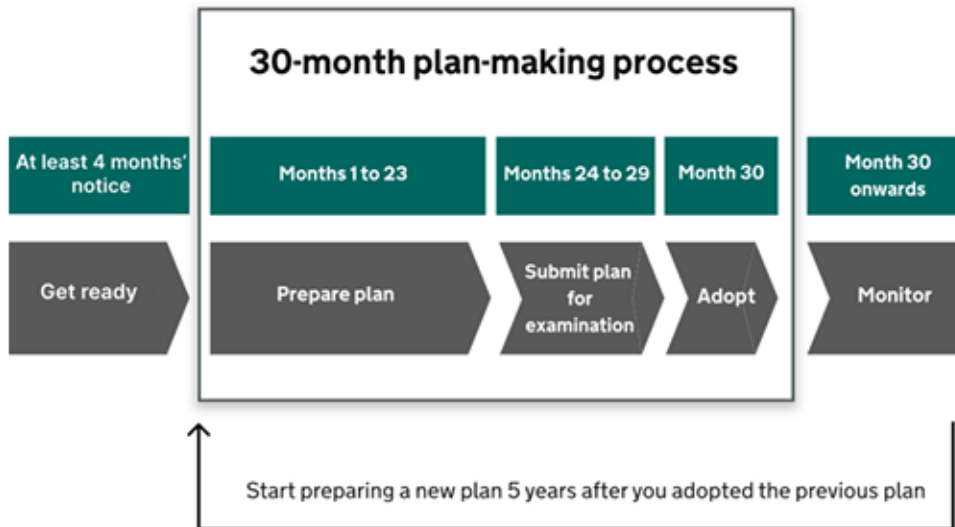 30-month plan-making process
At least 4 months'
notice
Months 1 to 23
Months 24 to 29
Month 30
Month 30
onwards
Get ready
Prepare plan
Submit plan
for
examination
Adopt
Monitor
Start preparing a new plan 5 years after you adopted the previous plan